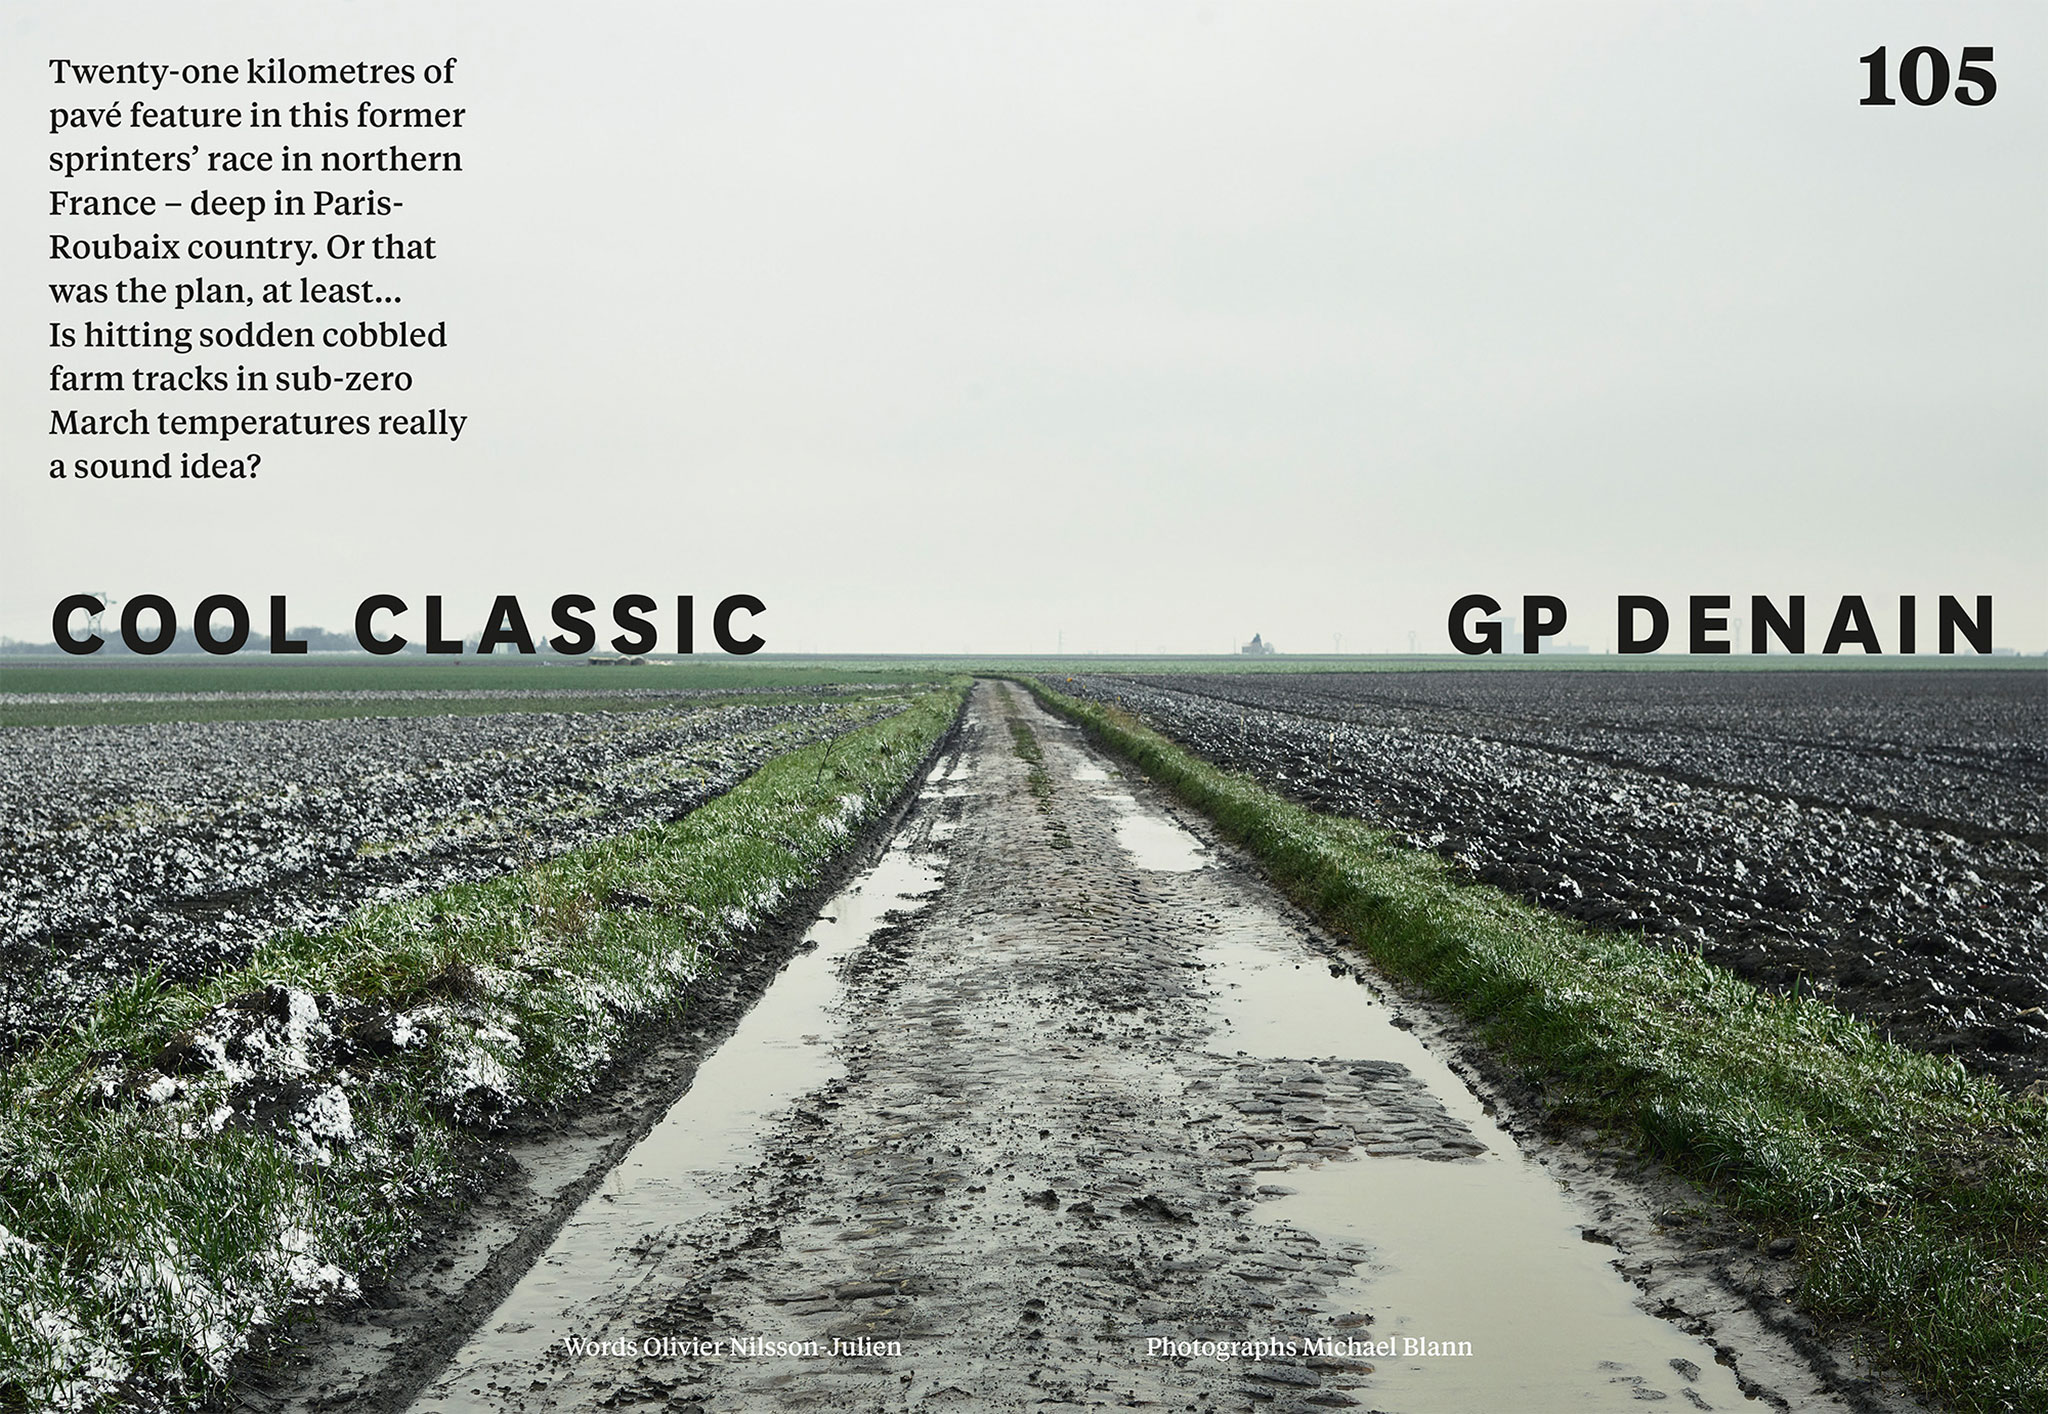 Twenty-one kilometres of
pavé feature in this former
sprinters’ race in northern
France – deep in Paris-
Roubaix country. Or that
was the plan, at least...
Is hitting sodden cobbled
farm tracks in sub-zero
March temperatures really
a sound idea?
105
COOL CLASSIC
GP DENAIN
Words Olivier Nilsson-Julien
Photographs Michael Blann